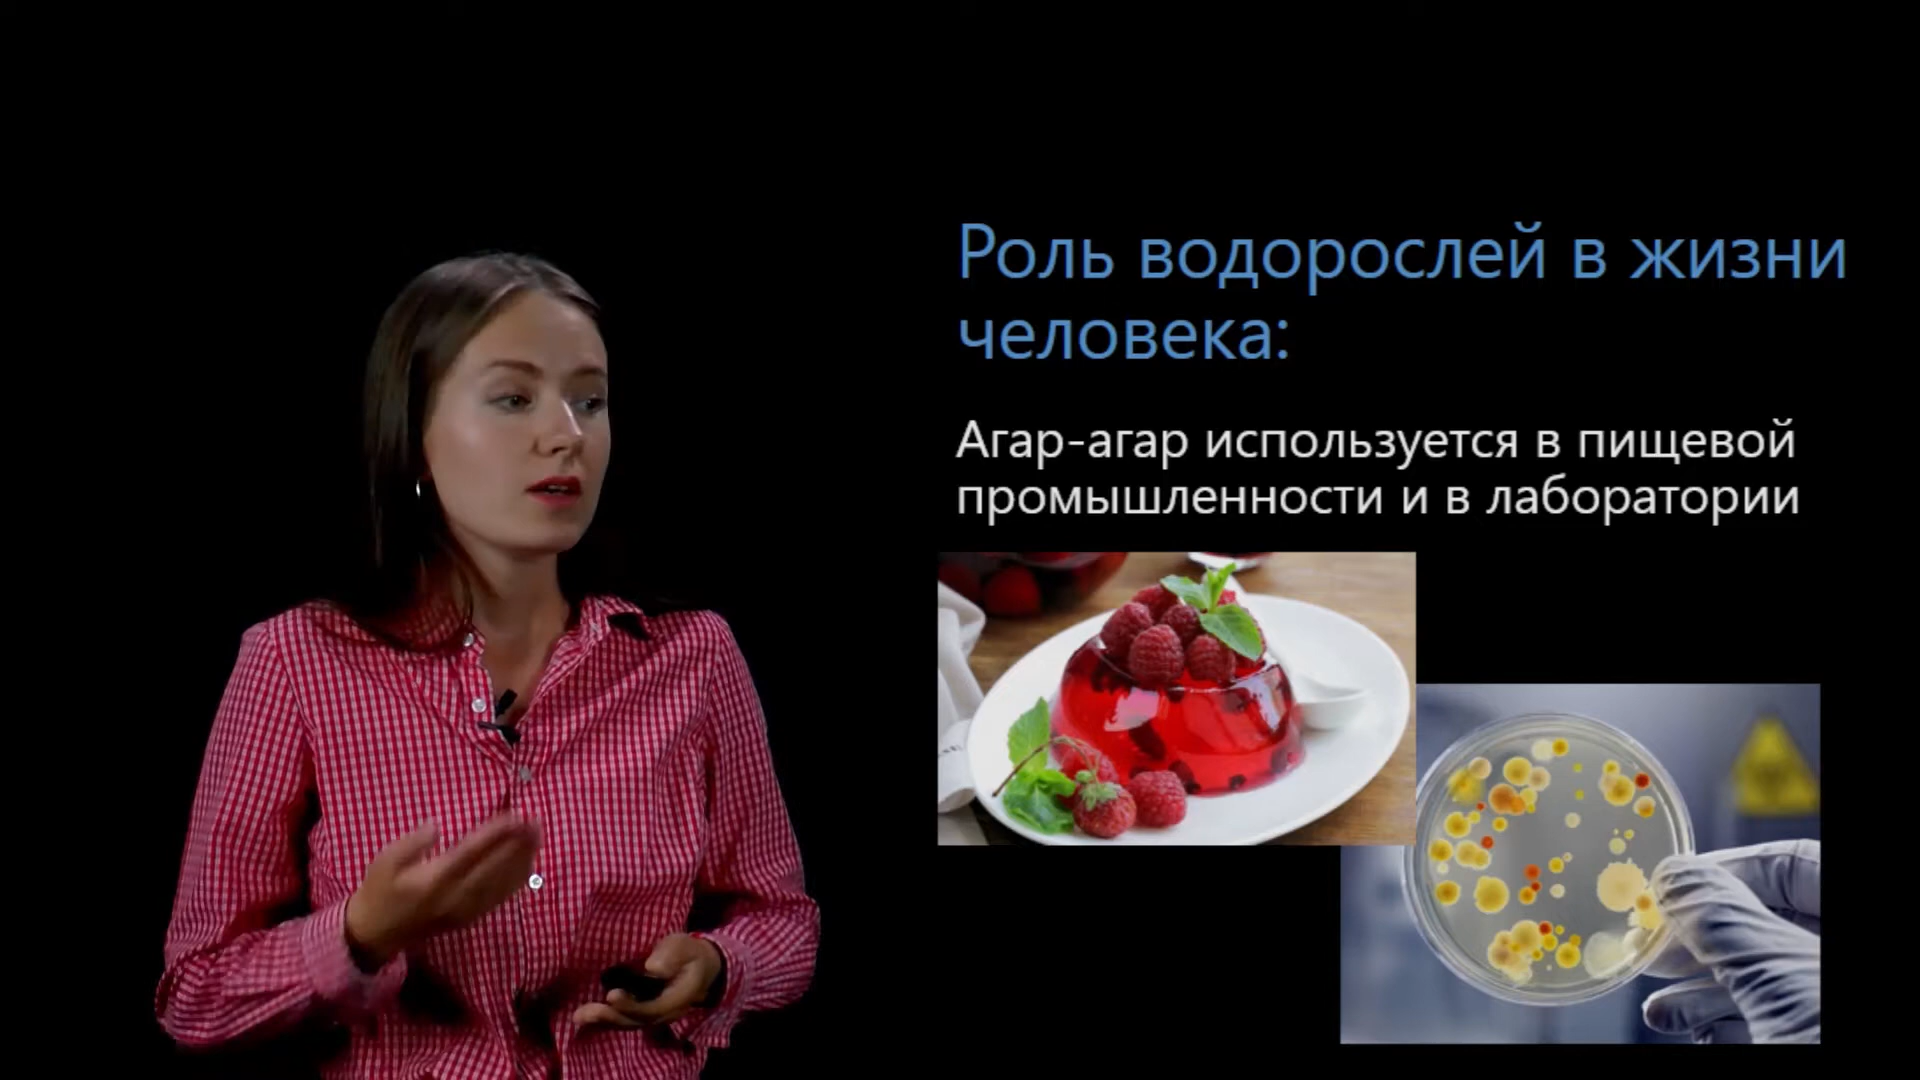 Роль водорослей в жизни
человека:
Агар-агар используется в пищевой
промышленности и в лаборатории